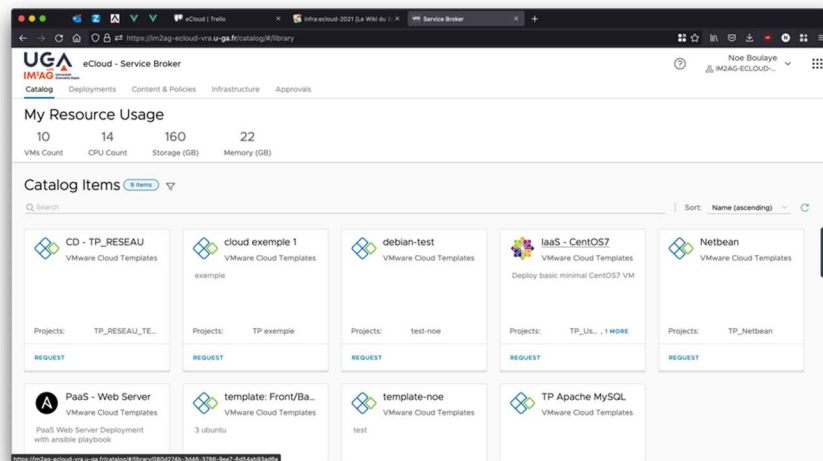 eCloud | Trello
infra:ecloud-2021 [Le Wiki du S
Service Broker
https://im2ag-ecloud-vra.u-ga.fr/catalog/#/library
UGA
IM²AG
eCloud - Service Broker
Noe Boulaye
IM2AG-ECLOUD-...
Catalog Deployments Content & Policies Infrastructure Approvals
My Resource Usage
10 14 160 22
VMs Count CPU Count Storage (GB) Memory (GB)
Catalog Items 9 items
Search
Sort: Name (ascending)
CD - TP_RESEAU
VMware Cloud Templates
Projects: TP_RESEAU_TE...
REQUEST
cloud exemple 1
VMware Cloud Templates
exemple
Projects: TP exemple
REQUEST
debian-test
VMware Cloud Templates
Projects: test-noe
REQUEST
IaaS - CentOS7
VMware Cloud Templates
Deploy basic minimal CentOS7 VM
Projects: TP_Us... , 1 MORE
REQUEST
Netbean
VMware Cloud Templates
Projects: TP_Netbean
REQUEST
PaaS - Web Server
VMware Cloud Templates
PaaS Web Server Deployment
with ansible playbook
template: Front/Ba...
VMware Cloud Templates
3 ubuntu
template-noe
VMware Cloud Templates
test
TP Apache MySQL
VMware Cloud Templates